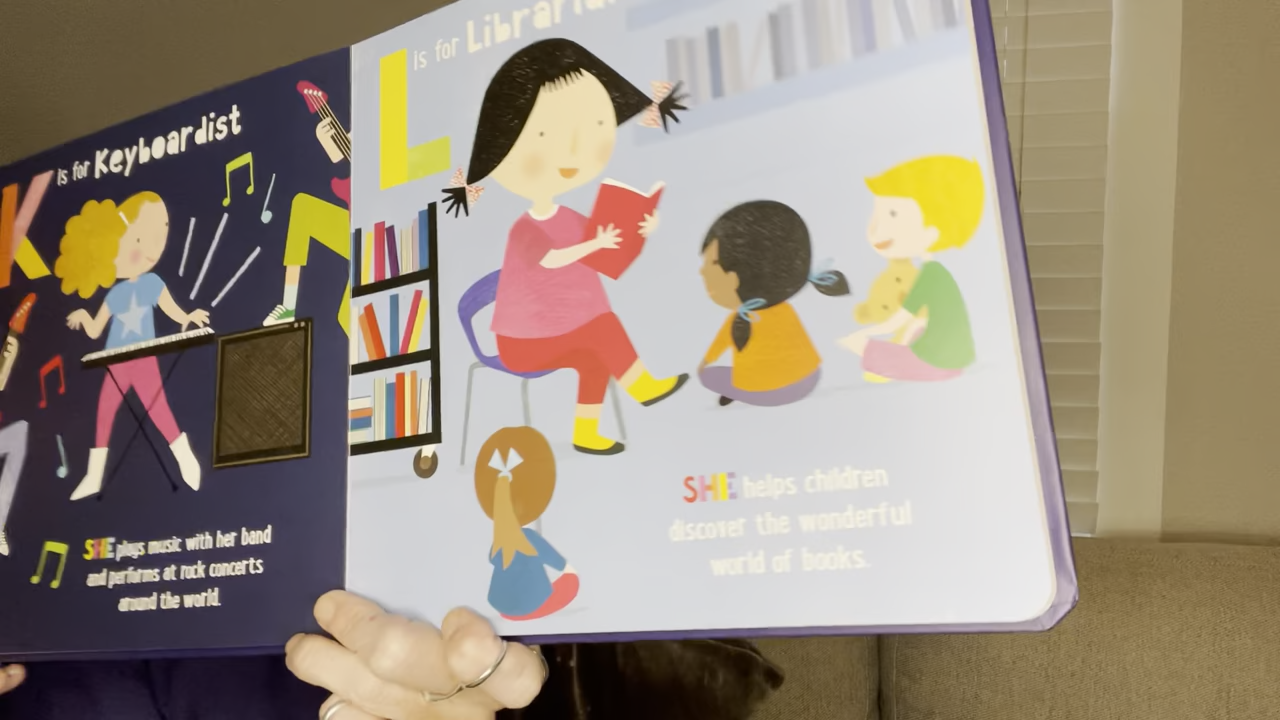 K is for Keyboardist
SHE plays music with her band
and performs at rock concerts
around the world.
L is for Librarian
SHE helps children
discover the wonderful
world of books.